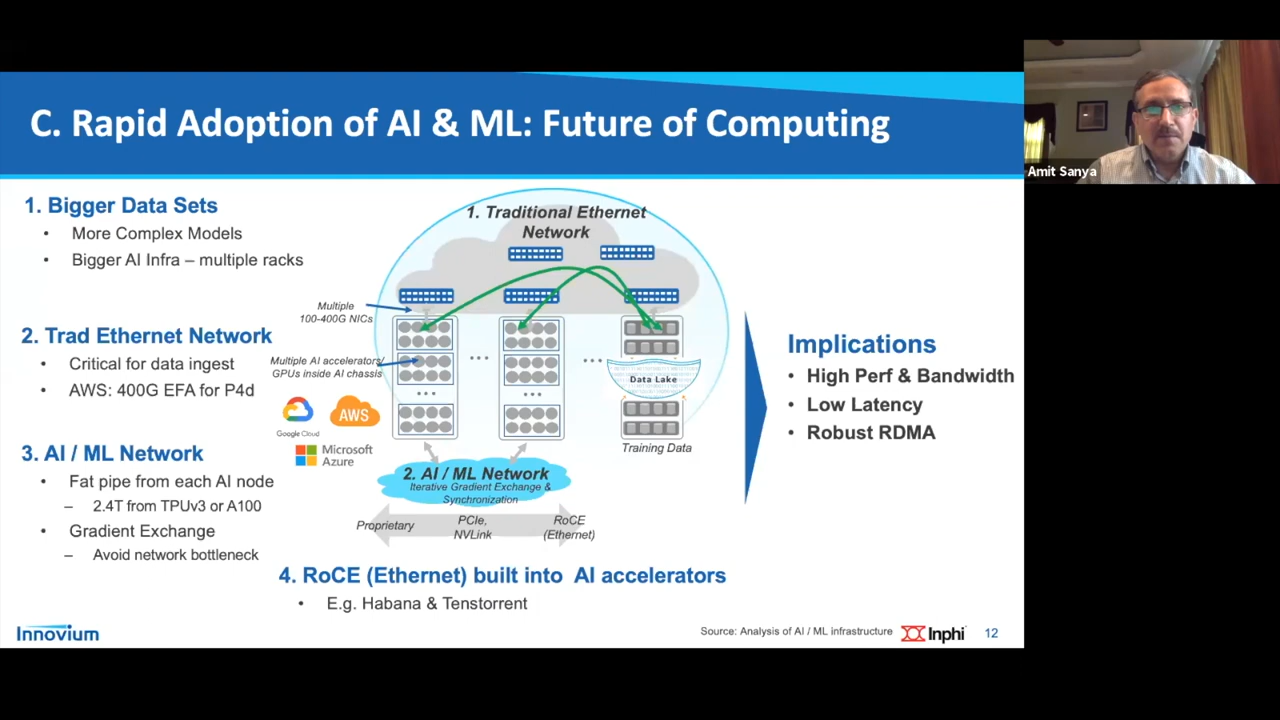 C. Rapid Adoption of AI & ML: Future of Computing
Amit Sanya
1. Bigger Data Sets
• More Complex Models
• Bigger AI Infra – multiple racks
2. Trad Ethernet Network
• Critical for data ingest
• AWS: 400G EFA for P4d
3. AI / ML Network
• Fat pipe from each AI node
– 2.4T from TPUv3 or A100
• Gradient Exchange
– Avoid network bottleneck
1. Traditional Ethernet
Network
Multiple
100-400G NICs
Multiple AI accelerators/
GPUs inside AI chassis
Google Cloud
AWS
Microsoft
Azure
Data Lake
Training Data
2. AI / ML Network
Iterative Gradient Exchange &
Synchronization
Proprietary
PCIe,
NVLink
RoCE
(Ethernet)
4. RoCE (Ethernet) built into AI accelerators
• E.g. Habana & Tenstorrent
Implications
• High Perf & Bandwidth
• Low Latency
• Robust RDMA
Innovium
Source: Analysis of AI / ML infrastructure
Inphi
12